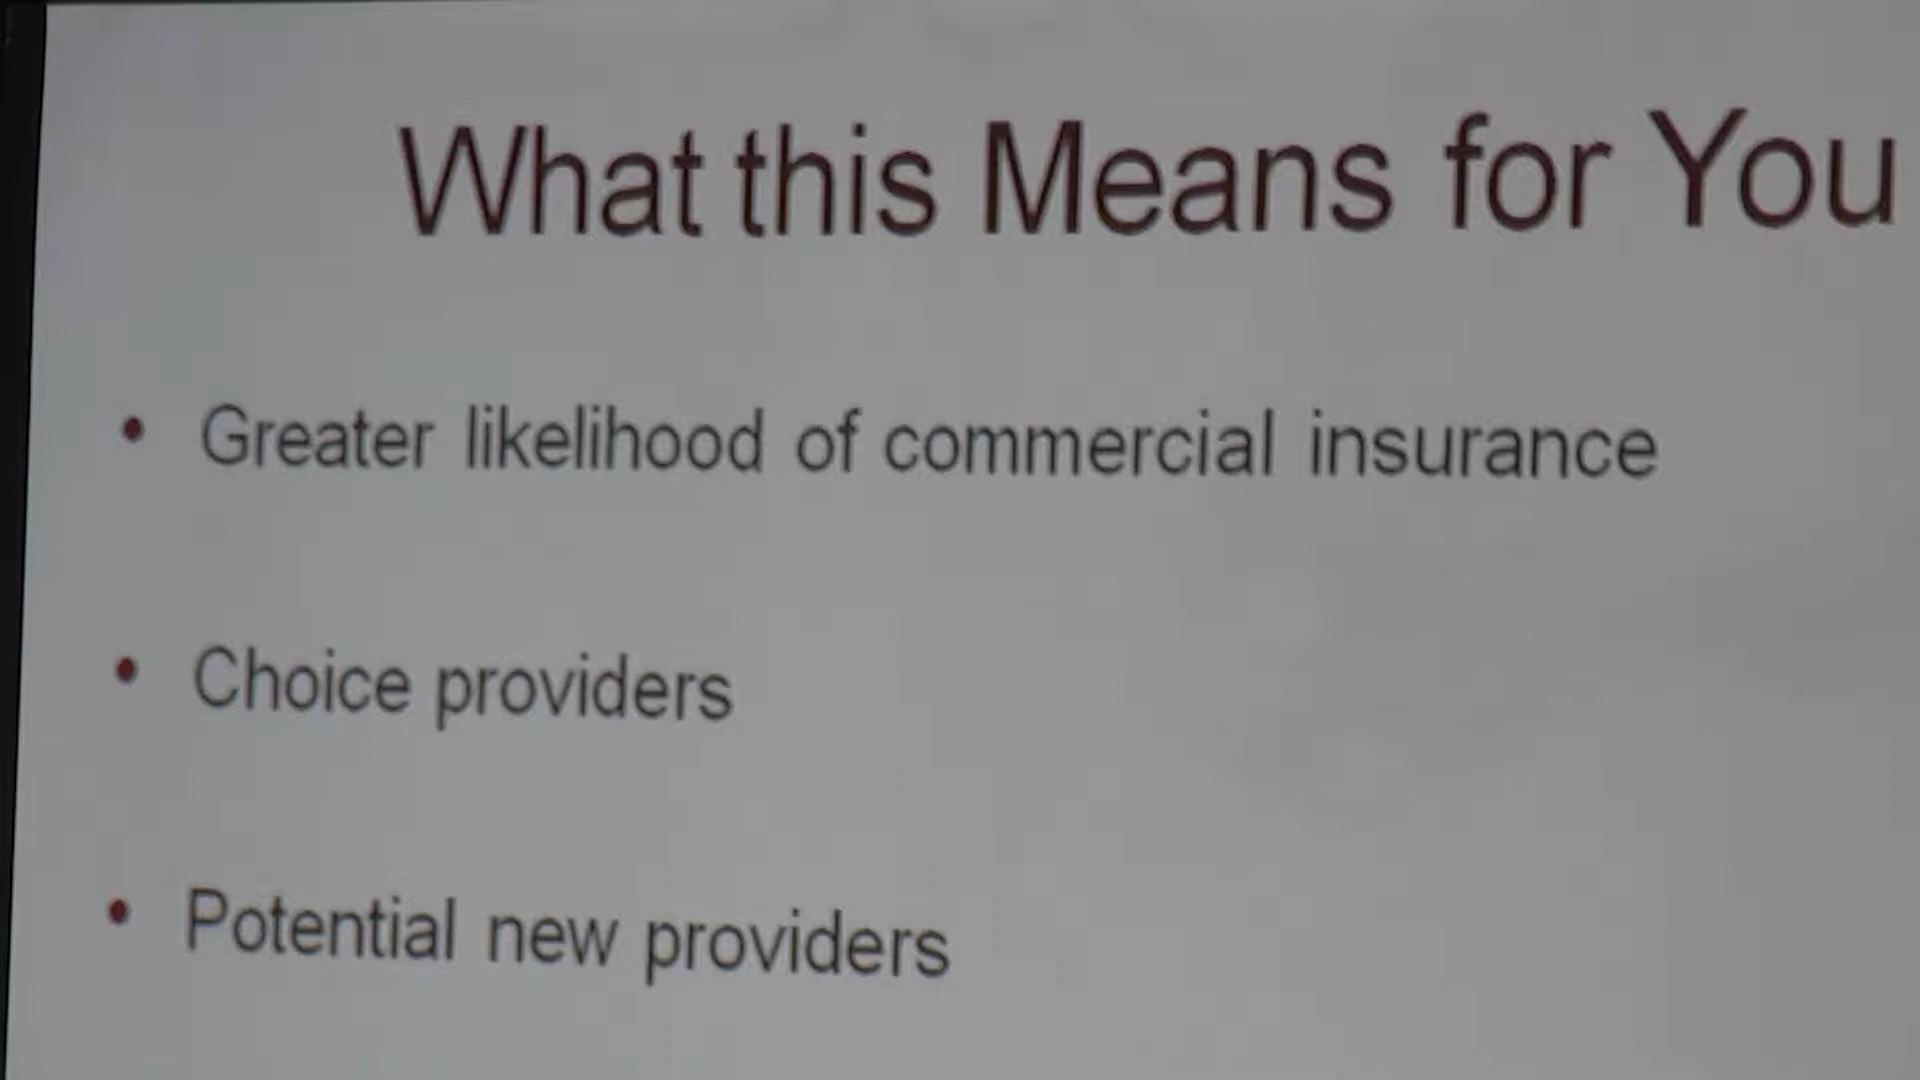 What this Means for You
• Greater likelihood of commercial insurance
• Choice providers
• Potential new providers